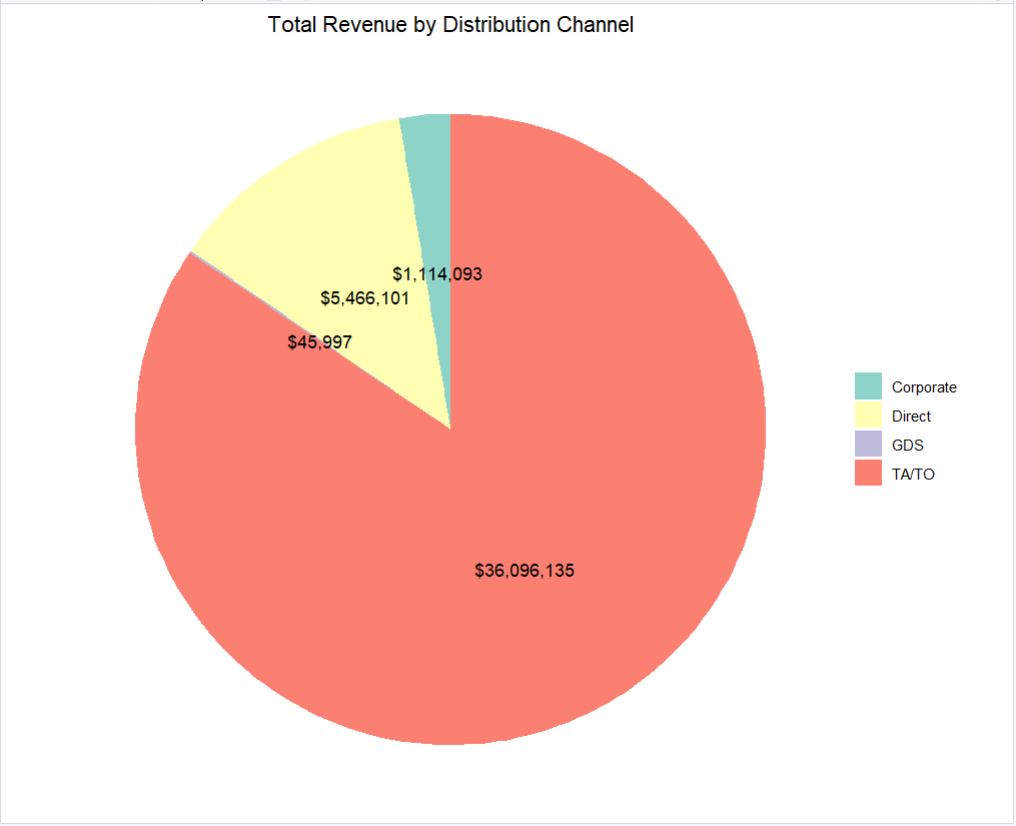 Total Revenue by Distribution Channel
$1,114,093
$5,466,101
$45,997
$36,096,135
Corporate
Direct
GDS
TA/TO